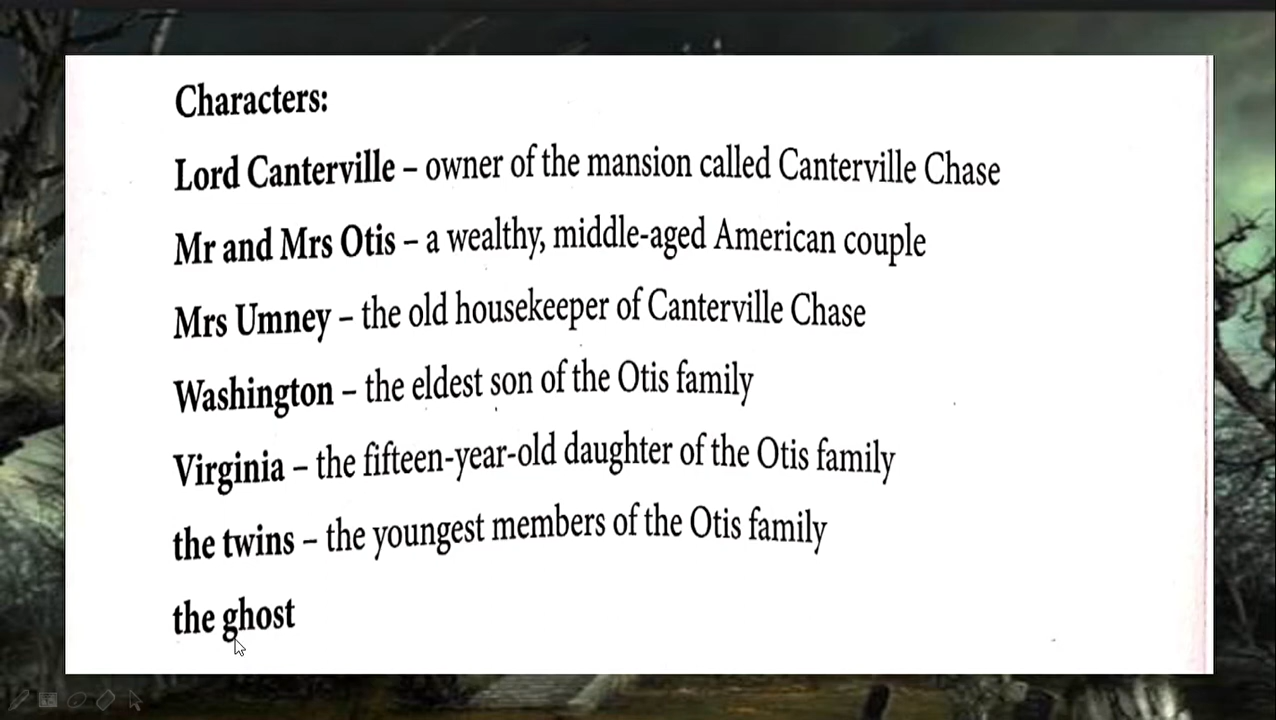 Characters:
Lord Canterville – owner of the mansion called Canterville Chase
Mr and Mrs Otis – a wealthy, middle-aged American couple
Mrs Umney – the old housekeeper of Canterville Chase
Washington – the eldest son of the Otis family
Virginia – the fifteen-year-old daughter of the Otis family
the twins – the youngest members of the Otis family
the ghost